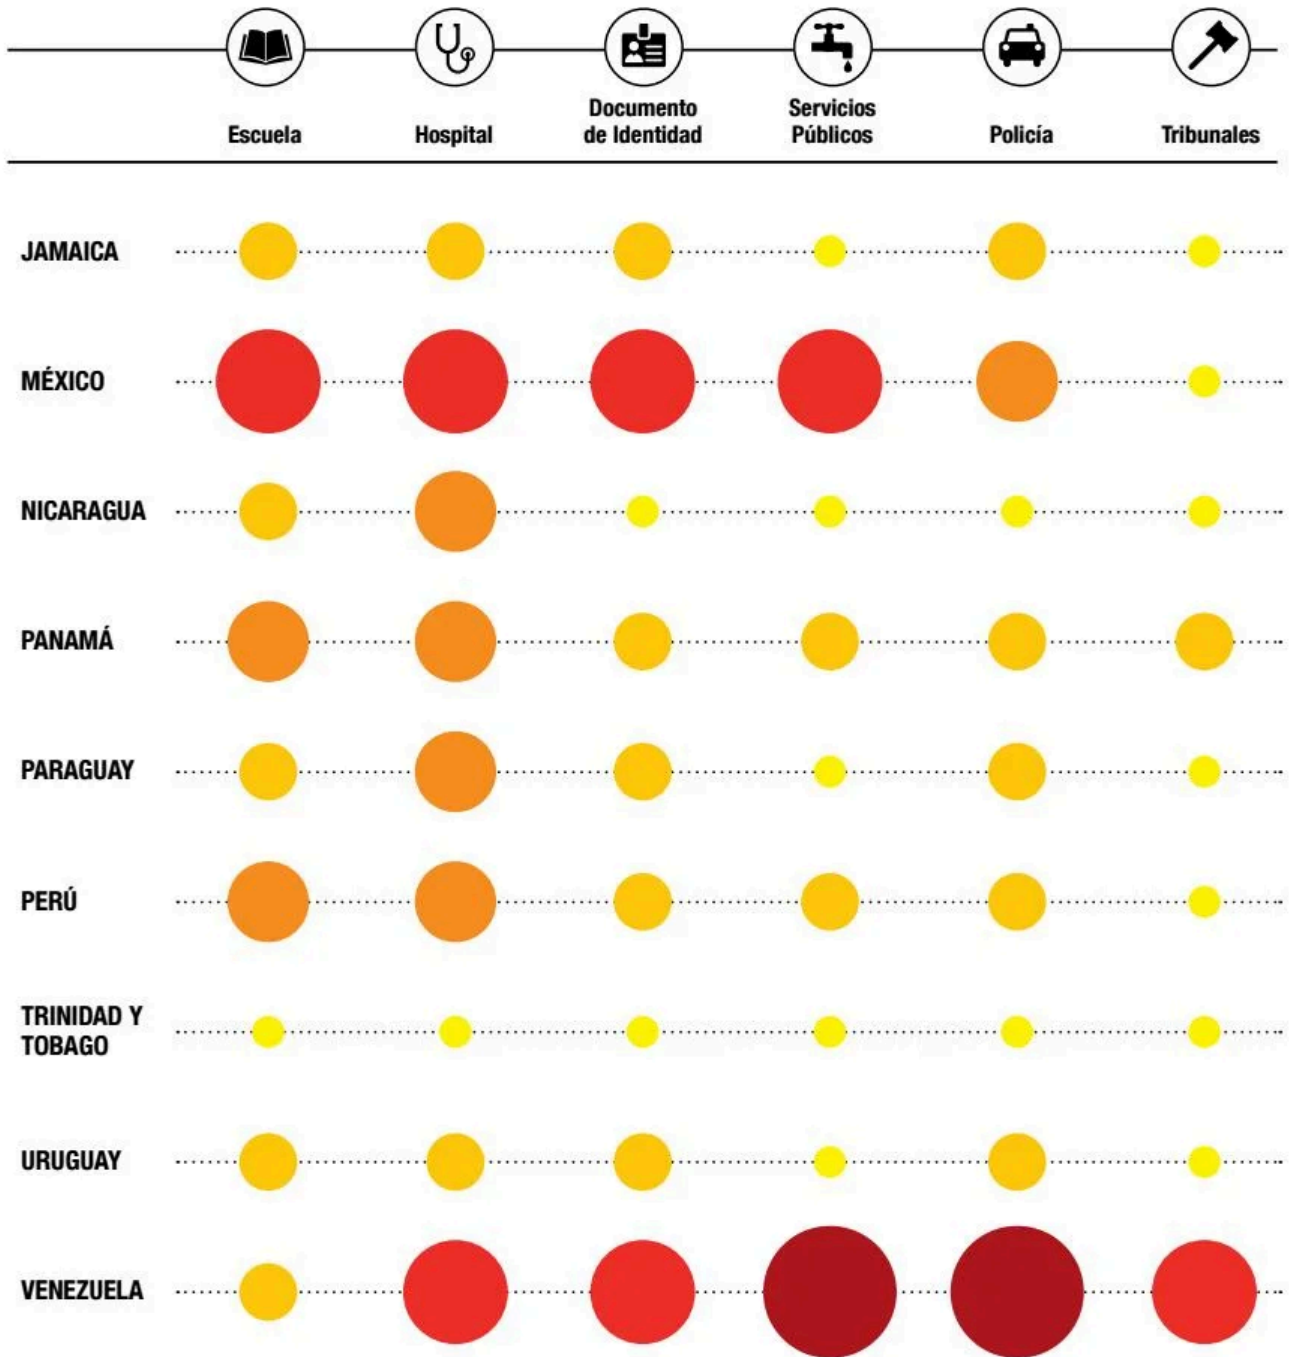 Escuela
Hospital
Documento
de Identidad
Servicios
Públicos
Policía
Tribunales
JAMAICA
MÉXICO
NICARAGUA
PANAMÁ
PARAGUAY
PERÚ
TRINIDAD Y
TOBAGO
URUGUAY
VENEZUELA